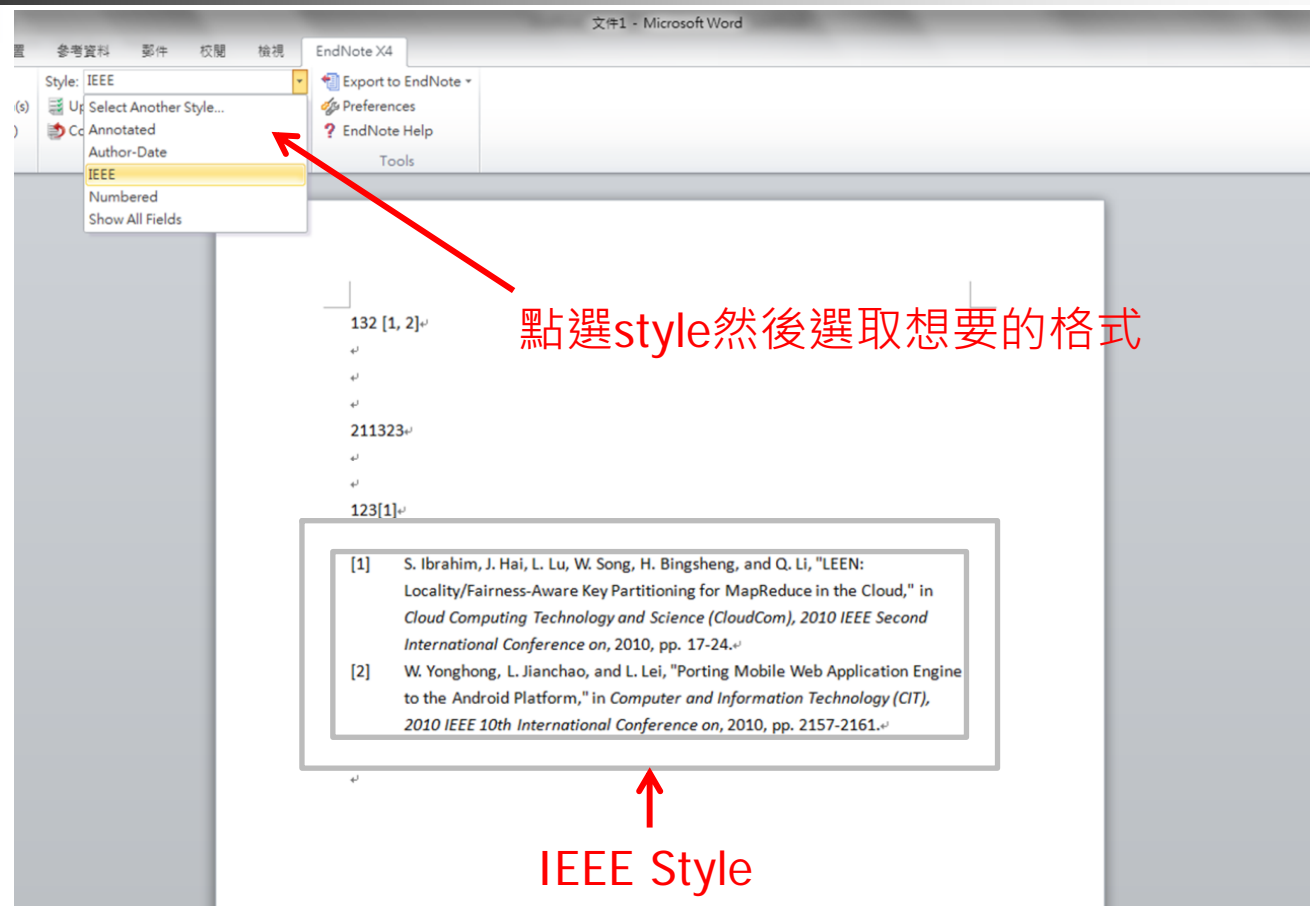 文件1 - Microsoft Word
置 參考資料 郵件 校閱 檢視 EndNote X4
Style: IEEE
Export to EndNote
(s) Up Select Another Style...
Preferences
) Co Annotated
EndNote Help
Author-Date
Tools
IEEE
Numbered
Show All Fields
132 [1, 2]
點選style然後選取想要的格式
211323
123[1]
[1] S. Ibrahim, J. Hai, L. Lu, W. Song, H. Bingsheng, and Q. Li, "LEEN:
Locality/Fairness-Aware Key Partitioning for MapReduce in the Cloud," in
Cloud Computing Technology and Science (CloudCom), 2010 IEEE Second
International Conference on, 2010, pp. 17-24.
[2] W. Yonghong, L. Jianchao, and L. Lei, "Porting Mobile Web Application Engine
to the Android Platform," in Computer and Information Technology (CIT),
2010 IEEE 10th International Conference on, 2010, pp. 2157-2161.
IEEE Style